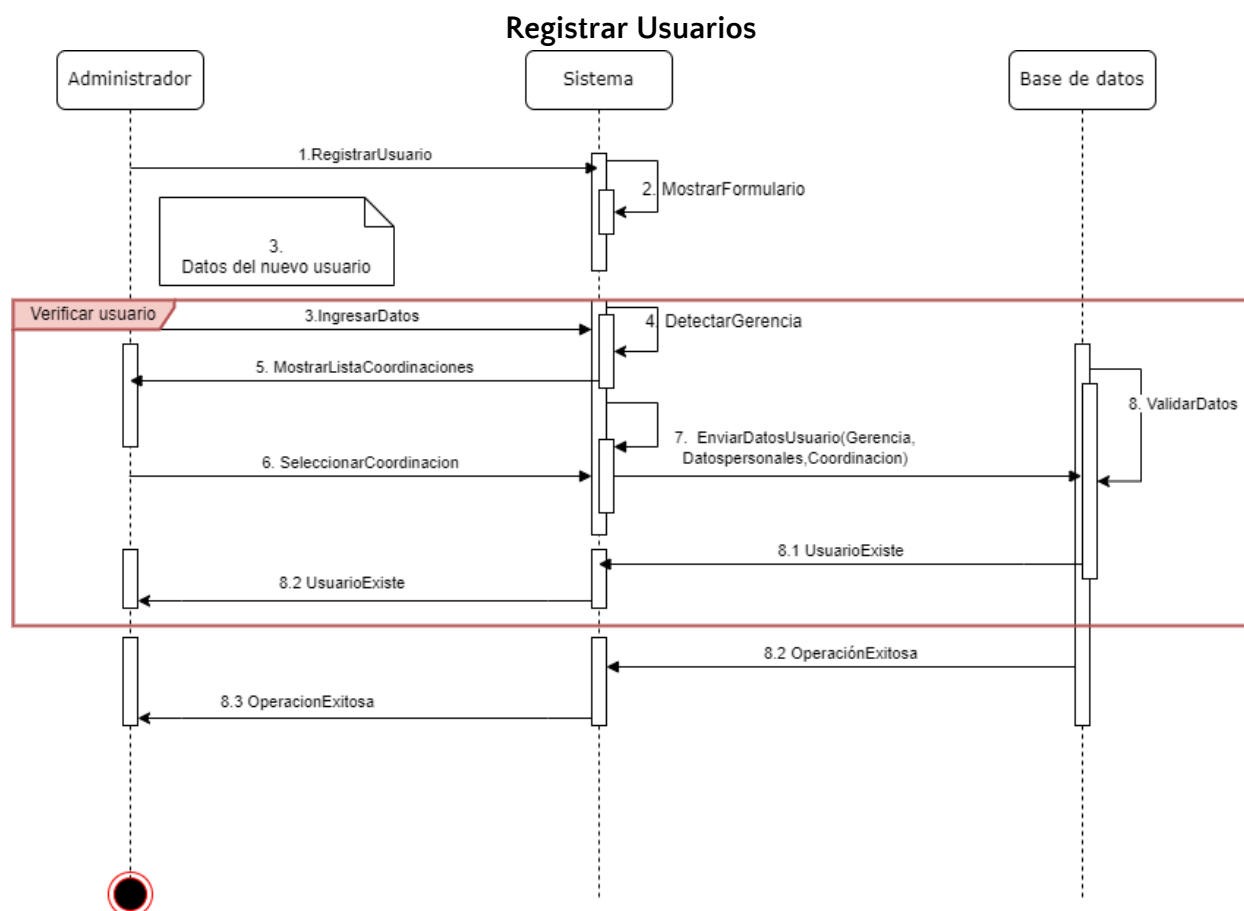 Registrar Usuarios
Administrador
Sistema
Base de datos
1.RegistrarUsuario
2. MostrarFormulario
3.
Datos del nuevo usuario
Verificar usuario
3.IngresarDatos
4. DetectarGerencia
5. MostrarListaCoordinaciones
8. ValidarDatos
7. EnviarDatosUsuario(Gerencia,
Datospersonales,Coordinacion)
6. SeleccionarCoordinacion
8.1 UsuarioExiste
8.2 UsuarioExiste
8.2 OperaciónExitosa
8.3 OperacionExitosa